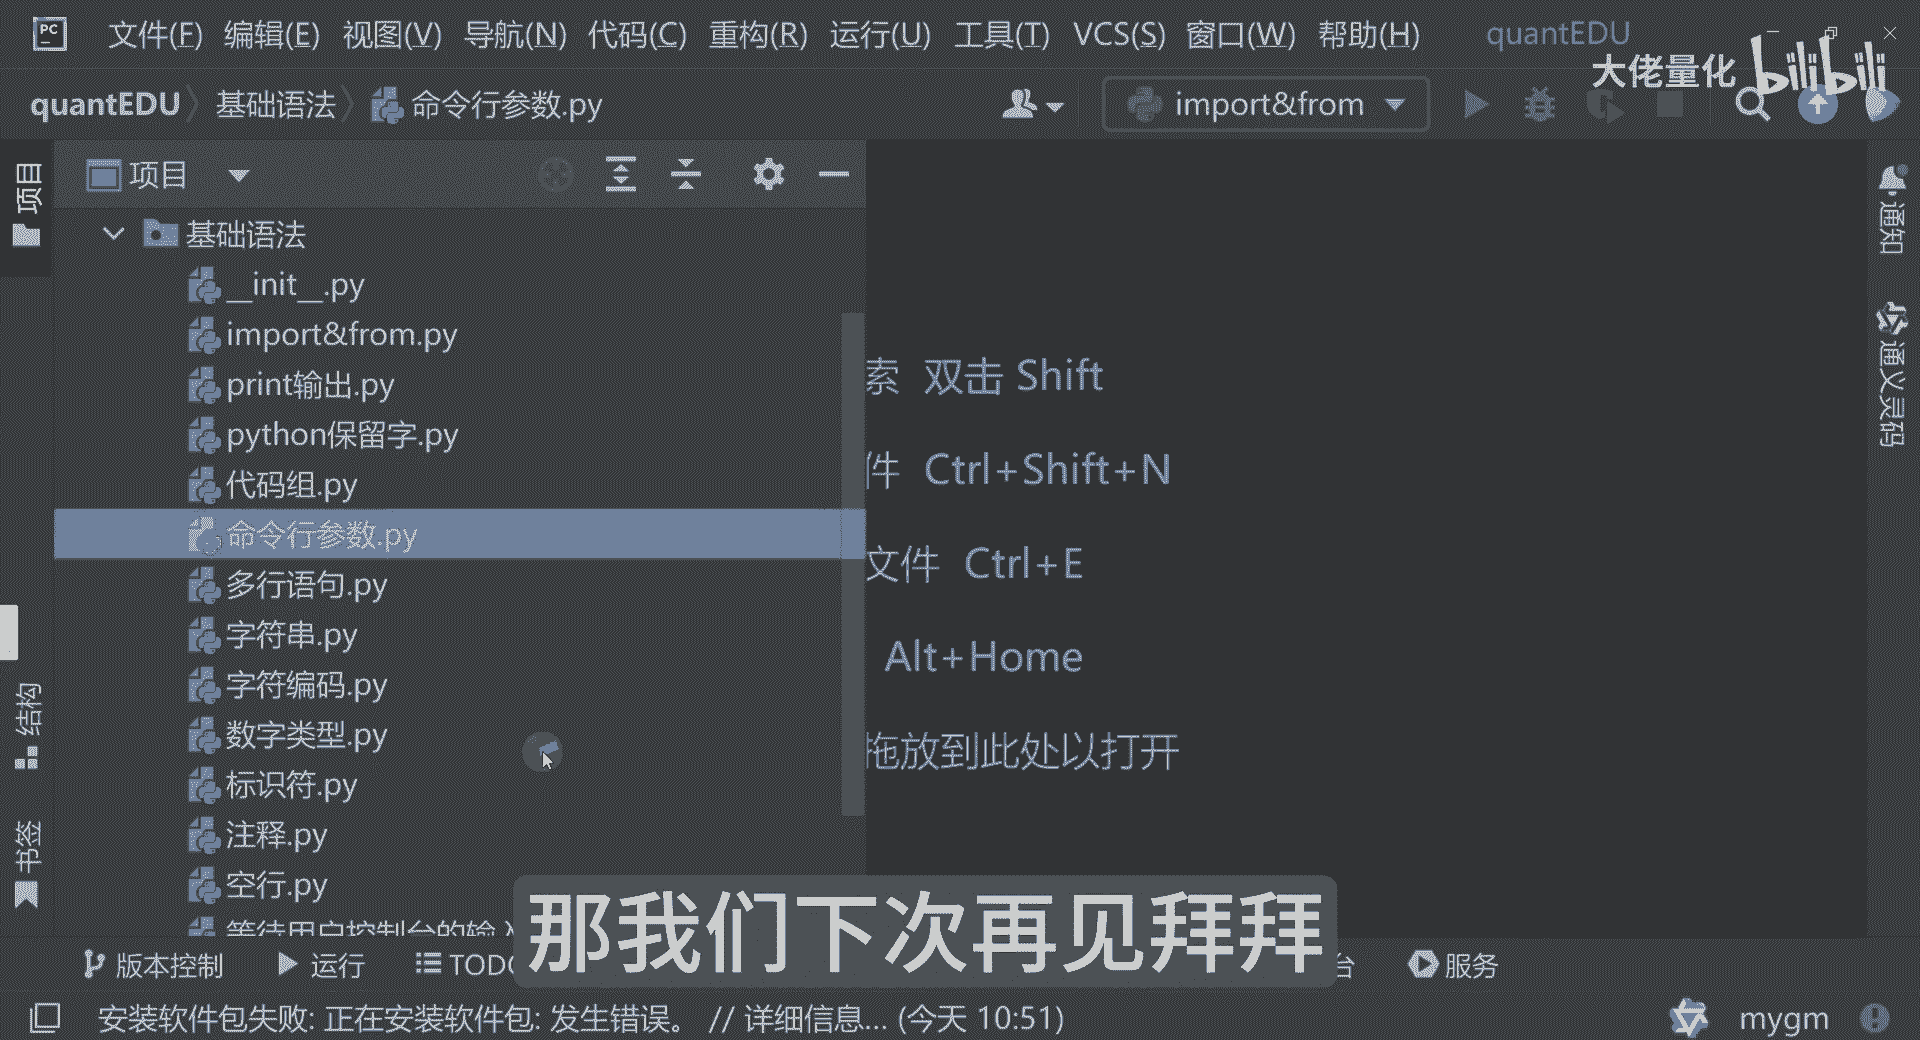 文件(F) 编辑(E) 视图(V) 导航(N) 代码(C) 重构(R) 运行(U) 工具(T) VCS(S) 窗口(W) 帮助(H) quantEDU
大佬量化 bilibili
quantEDU 基础语法 命令行参数.py import&from
项目
项目
基础语法
__init__.py
import&from.py
print输出.py
python保留字.py
代码组.py
命令行参数.py
多行语句.py
字符串.py
字符编码.py
数字类型.py
标识符.py
注释.py
空行.py
等待用户控制台的输入
索 双击 Shift
件 Ctrl+Shift+N
文件 Ctrl+E
Alt+Home
拖放到此处以打开
通知
通义灵码
结构
书签
那我们下次再见拜拜
版本控制 运行 TODO 台 服务
安装软件包失败: 正在安装软件包: 发生错误。 // 详细信息... (今天 10:51) mygm